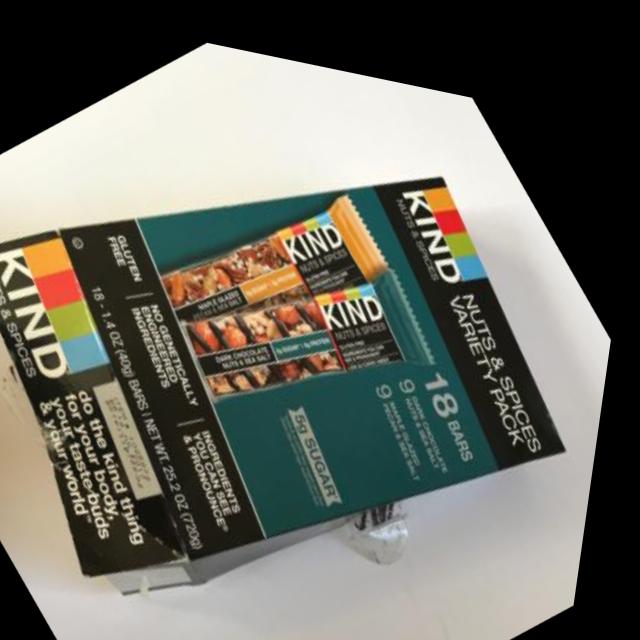 KIND
NUTS & SPICES
NUTS & SPICES
VARIETY PACK
18 BARS
9 DARK CHOCOLATE
NUTS & SEA SALT
9 MAPLE GLAZED
PECAN & SEA SALT
5g SUGAR
KIND
NUTS & SPICES
MAPLE GLAZED
PECAN & SEA SALT
KIND
NUTS & SPICES
DARK CHOCOLATE
NUTS & SEA SALT
5g SUGAR
GLUTEN
FREE
NO GENETICALLY
ENGINEERED
INGREDIENTS
INGREDIENTS
YOU CAN SEE
& PRONOUNCE®
18 - 1.4 OZ (40g) BARS | NET WT 25.2 OZ (720g)
KIND
& SPICES
do the kind thing
for your body,
your taste buds
& your world™